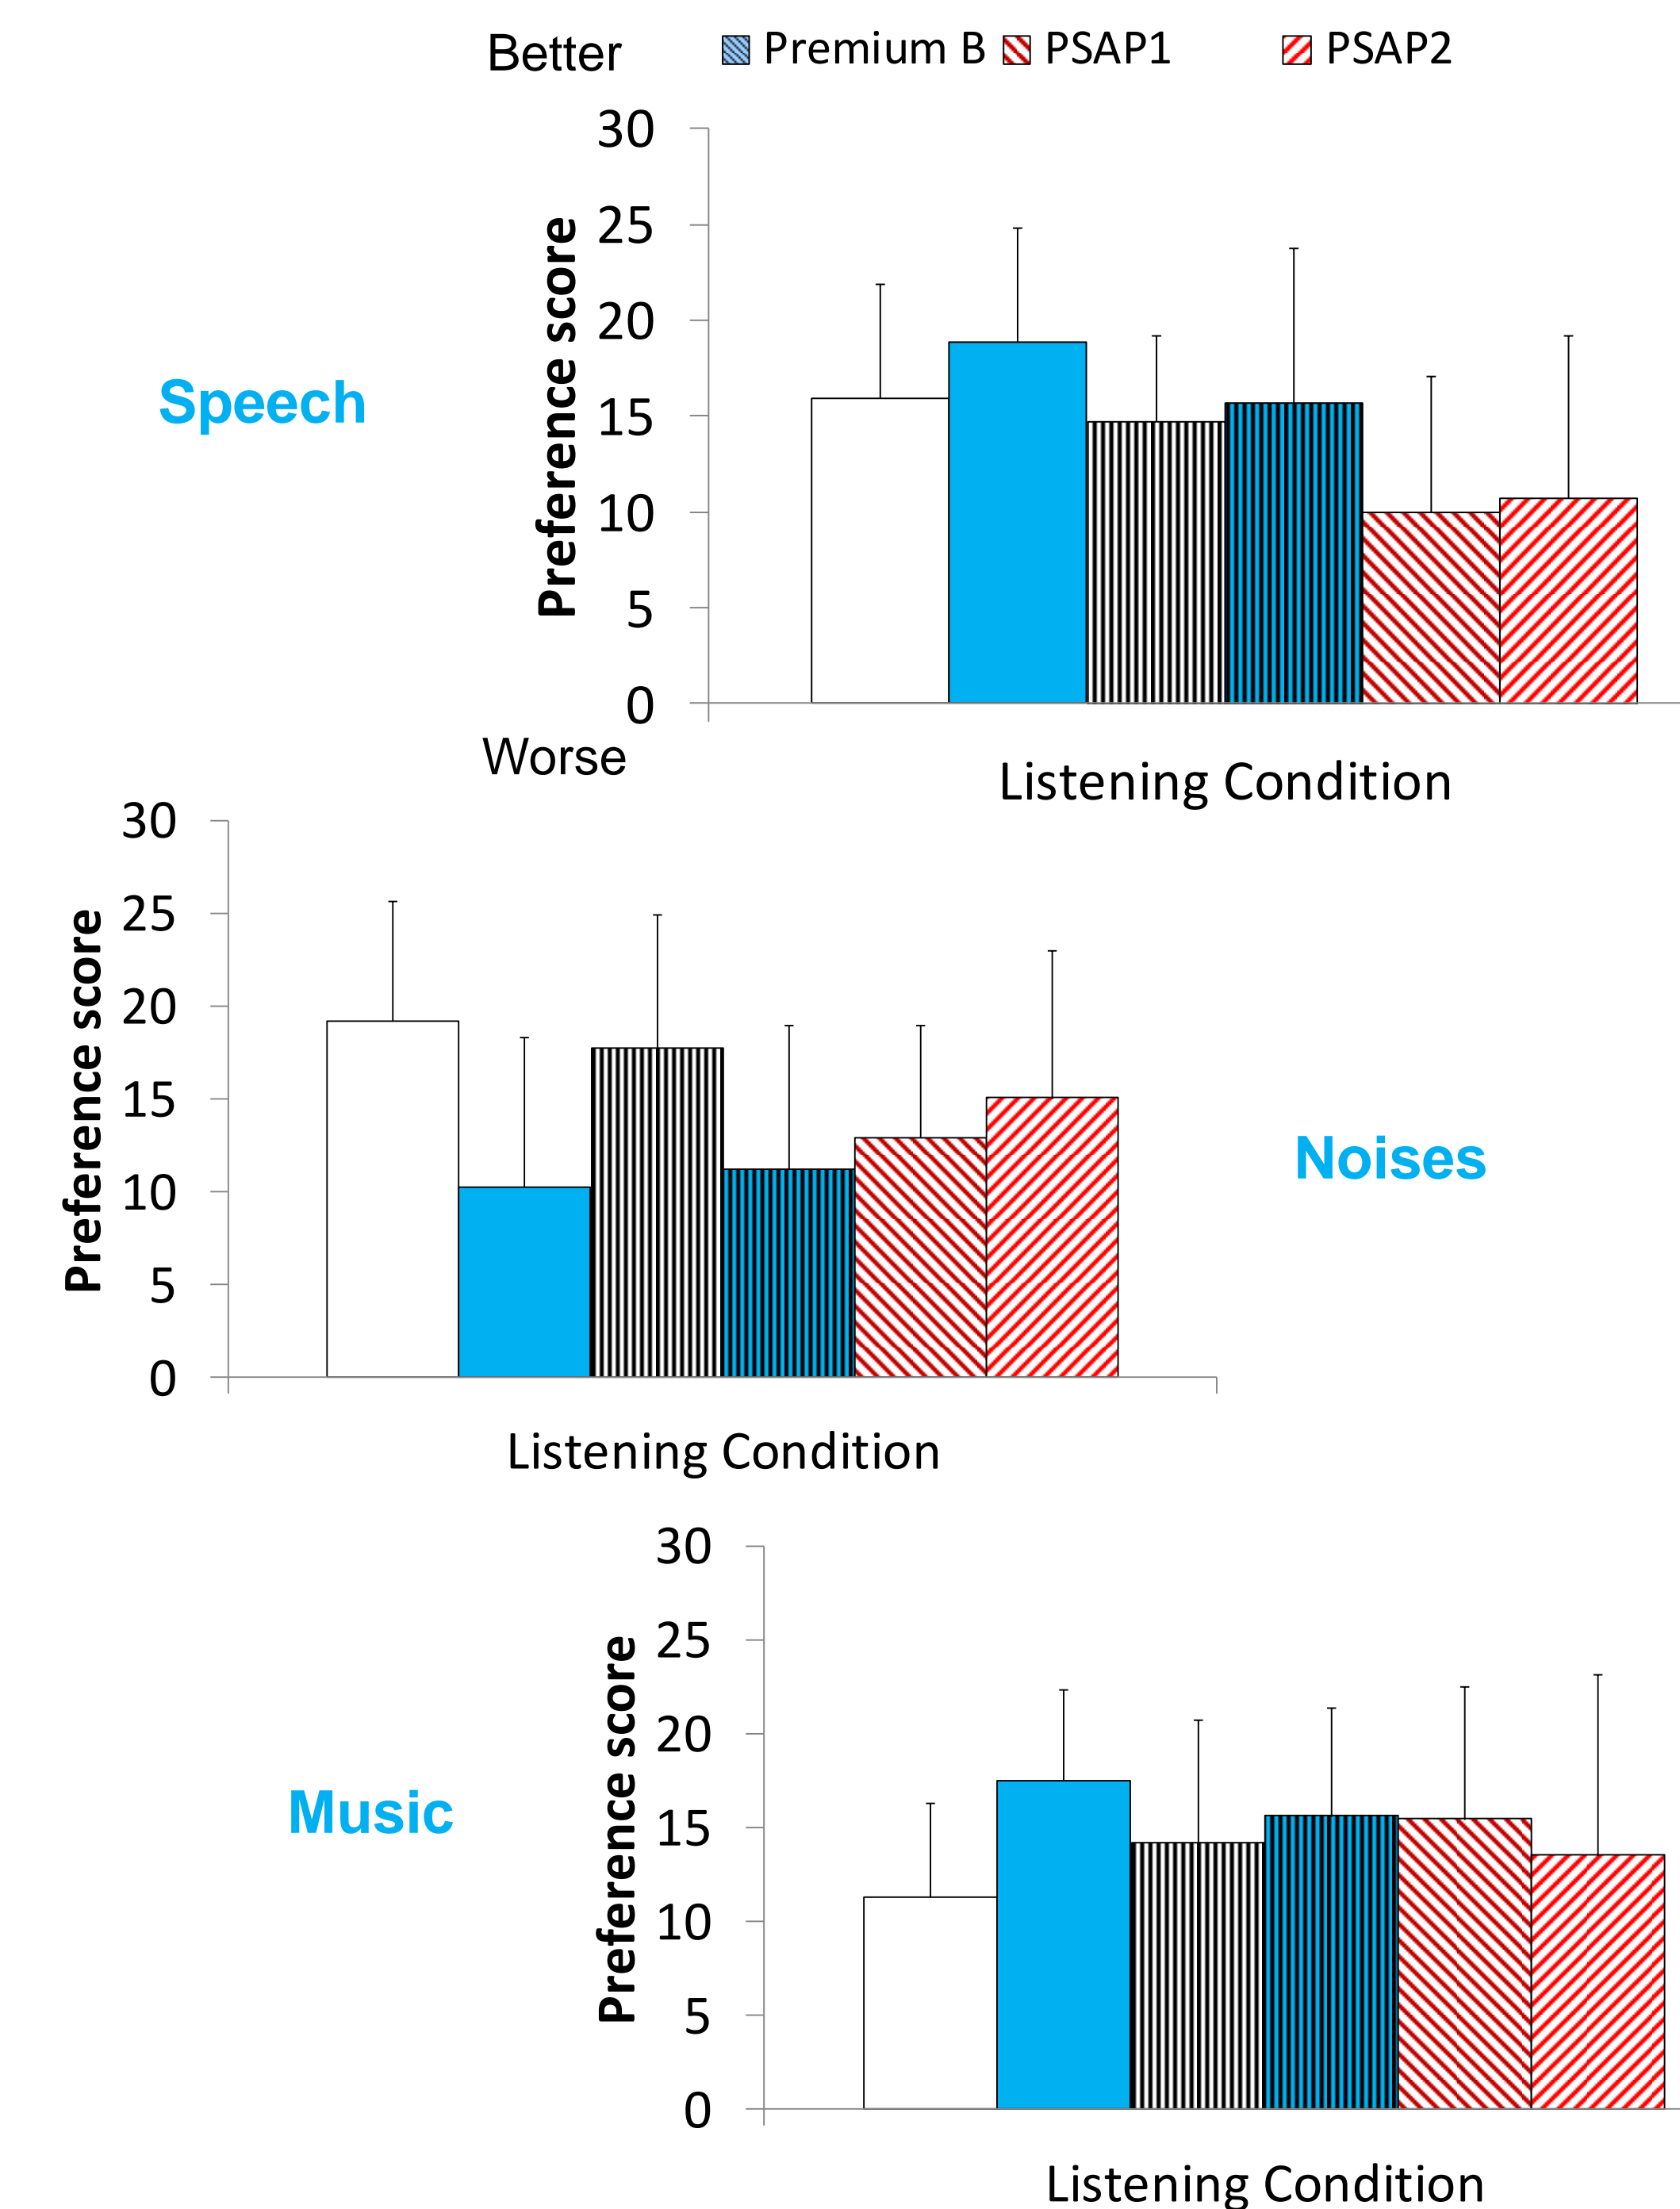 Better
Premium B PSAP1 PSAP2
30
25
20
15
10
5
0
Preference score
Speech
Worse
Listening Condition
30
25
20
15
10
5
0
Preference score
Noises
Listening Condition
30
25
20
15
10
5
0
Preference score
Music
Listening Condition